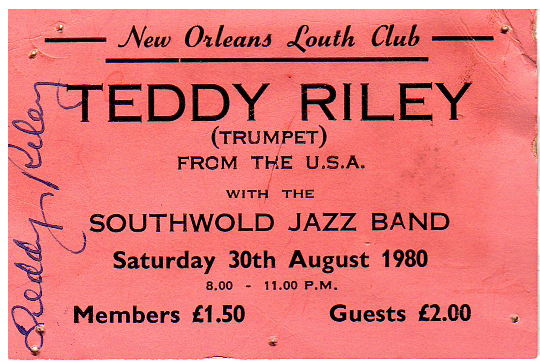 New Orleans Louth Club
TEDDY RILEY
(TRUMPET)
FROM THE U.S.A.
WITH THE
SOUTHWOLD JAZZ BAND
Saturday 30th August 1980
8.00 - 11.00 P.M.
Members £1.50 Guests £2.00
Teddy Riley